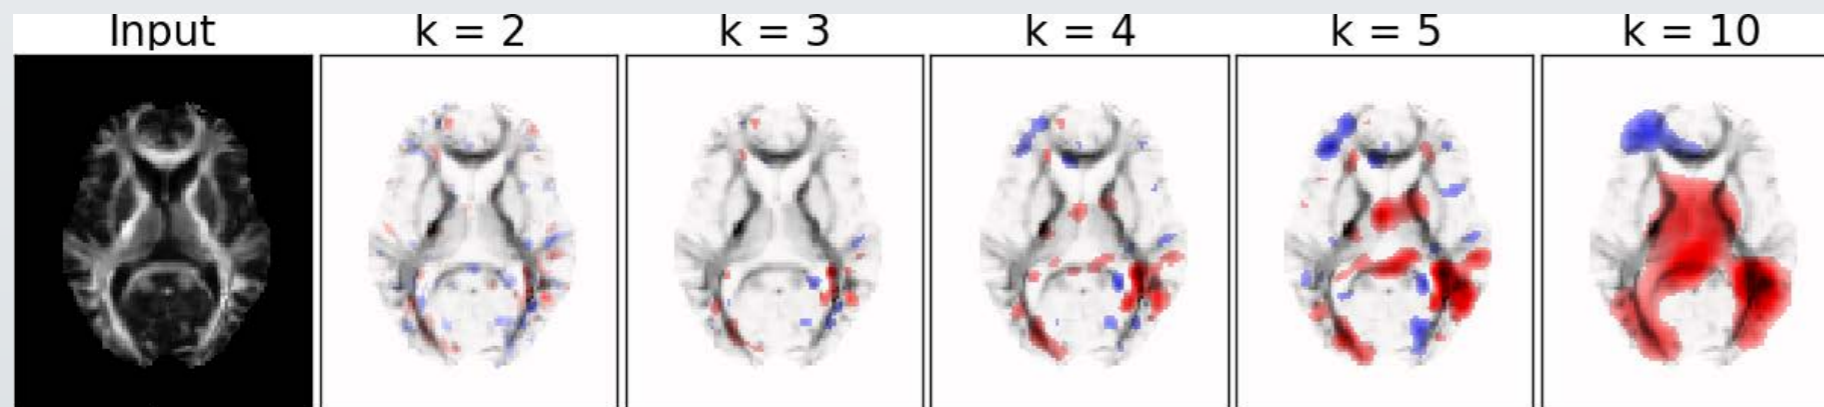 Input k = 2 k = 3 k = 4 k = 5 k = 10